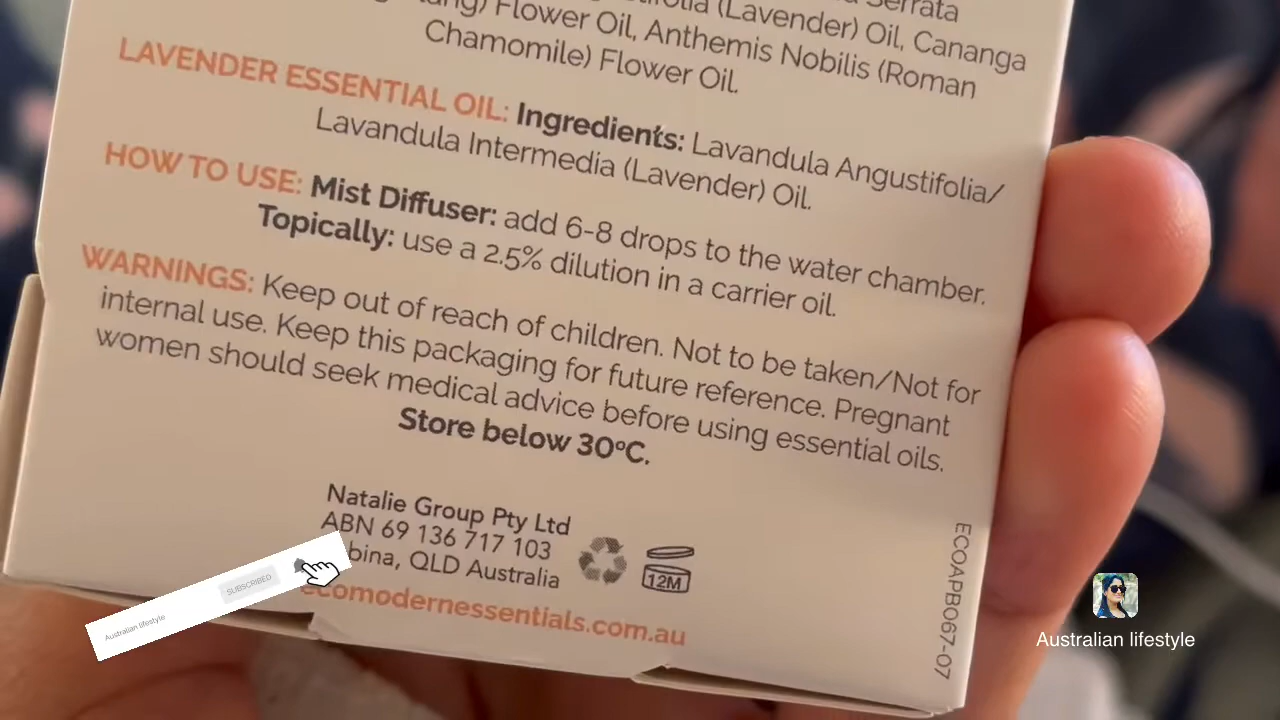 Serrata
(Lavender) Oil, Cananga
Flower Oil, Anthemis Nobilis (Roman
Chamomile) Flower Oil.
LAVENDER ESSENTIAL OIL: Ingredients: Lavandula Angustifolia/
Lavandula Intermedia (Lavender) Oil.
HOW TO USE: Mist Diffuser: add 6-8 drops to the water chamber.
Topically: use a 2.5% dilution in a carrier oil.
WARNINGS: Keep out of reach of children. Not to be taken/Not for
internal use. Keep this packaging for future reference. Pregnant
women should seek medical advice before using essential oils.
Store below 30°C.
Natalie Group Pty Ltd
ABN 69 136 717 103
bina, QLD Australia
12M
ecomodernessentials.com.au
ECOAPB067-07
Australian lifestyle
SUBSCRIBED
Australian lifestyle